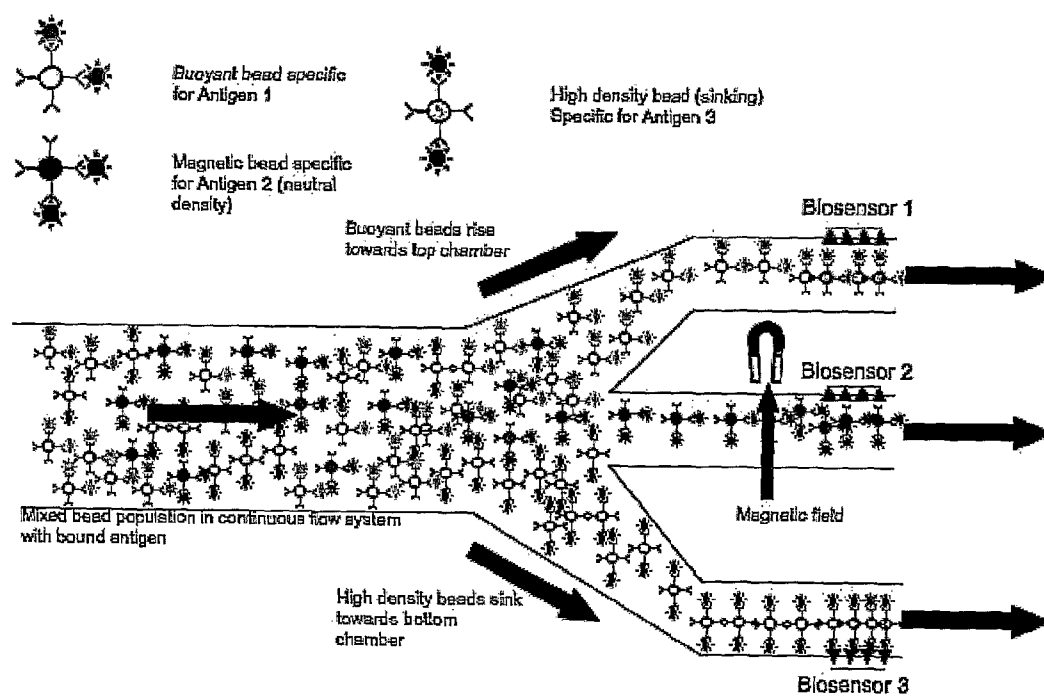 Buoyant bead specific
for Antigen 1
High density bead (sinking)
Specific for Antigen 3
Magnetic bead specific
for Antigen 2 (neutral
density)
Buoyant beads rise
towards top chamber
Biosensor 1
Biosensor 2
Mixed bead population in continuous flow system
with bound antigen
Magnetic field
High density beads sink
towards bottom
chamber
Biosensor 3